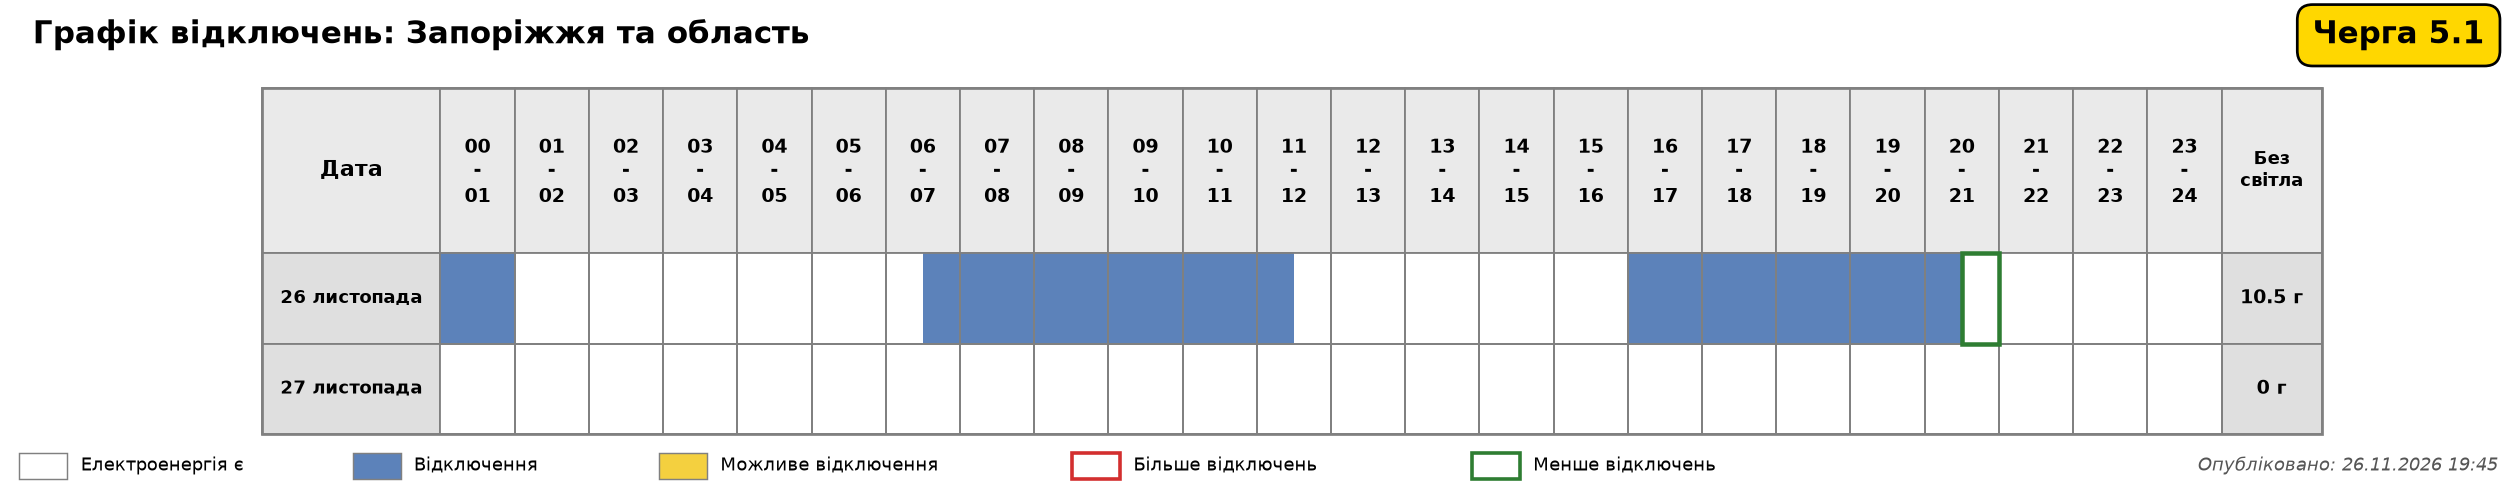 Графік відключень: Запоріжжя та область
Черга 5.1
Дата
00 - 01
01 - 02
02 - 03
03 - 04
04 - 05
05 - 06
06 - 07
07 - 08
08 - 09
09 - 10
10 - 11
11 - 12
12 - 13
13 - 14
14 - 15
15 - 16
16 - 17
17 - 18
18 - 19
19 - 20
20 - 21
21 - 22
22 - 23
23 - 24
Без
світла
26 листопада
10.5 г
27 листопада
0 г
Електроенергія є
Відключення
Можливе відключення
Більше відключень
Менше відключень
Опубліковано: 26.11.2026 19:45